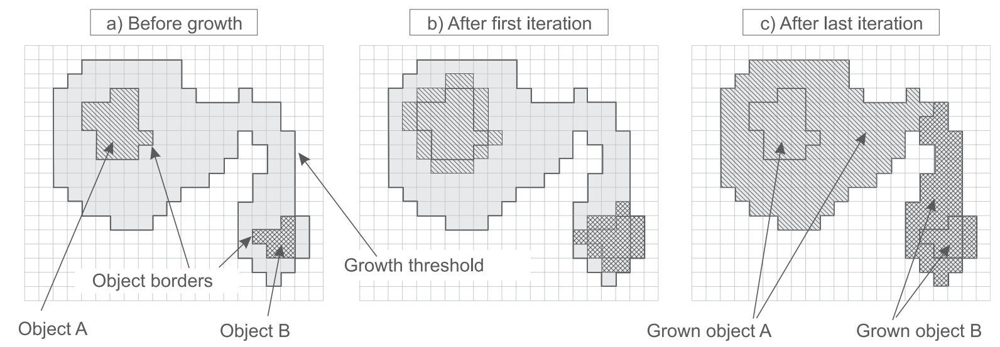 a) Before growth
b) After first iteration
c) After last iteration
Growth threshold
Object borders
Object A
Object B
Grown object A
Grown object B